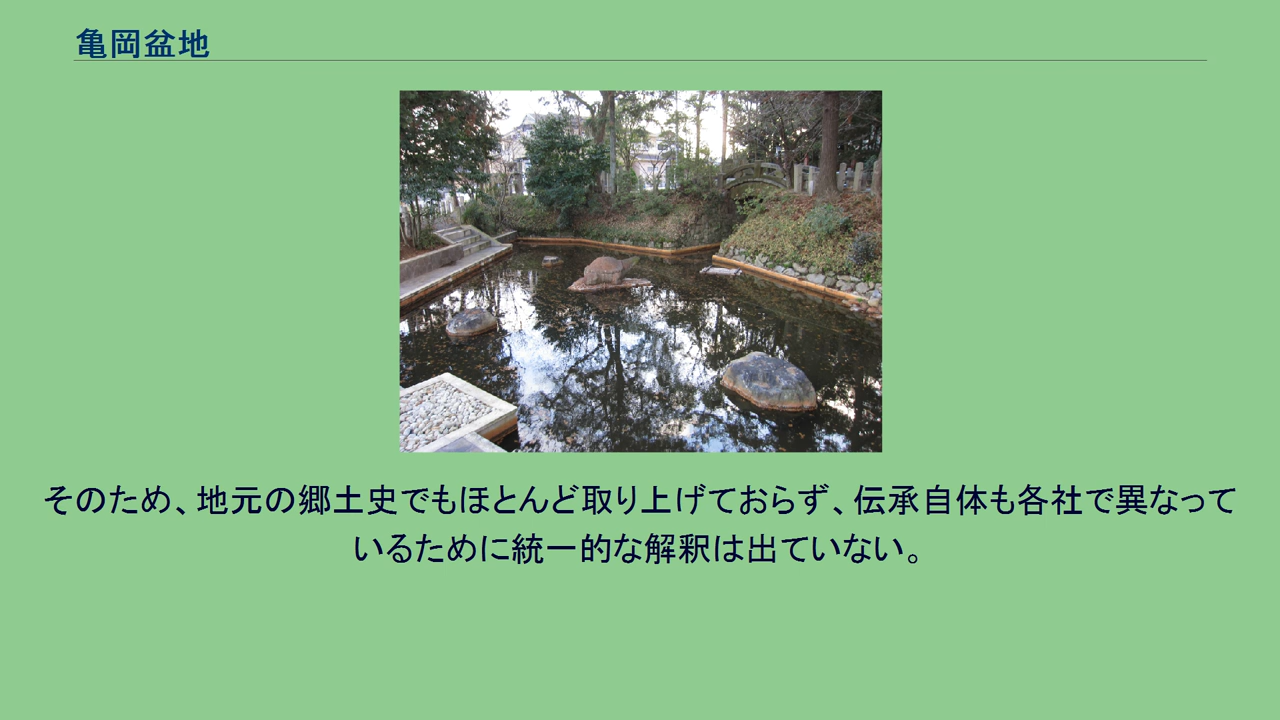 亀岡盆地
そのため、地元の郷土史でもほとんど取り上げておらず、伝承自体も各社で異なって
いるために統一的な解釈は出ていない。